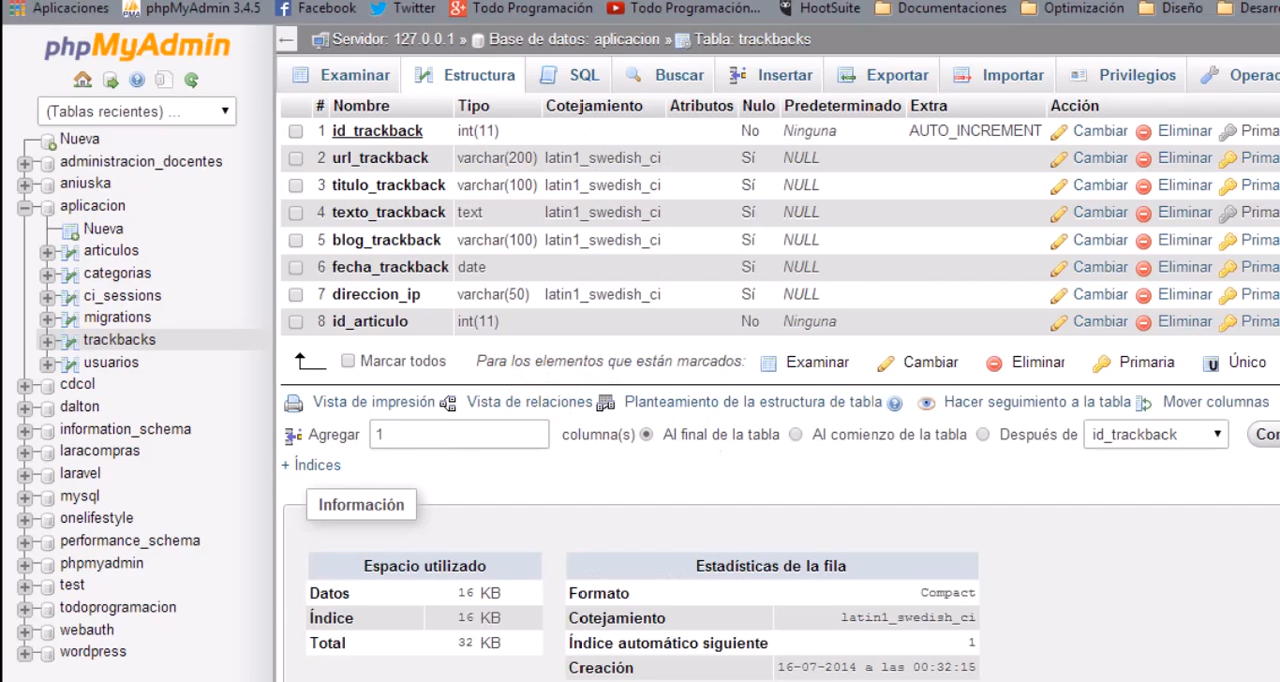 Aplicaciones phpMyAdmin 3.4.5 Facebook Twitter Todo Programación Todo Programación... HootSuite Documentaciones Optimización Diseño Desarr
phpMyAdmin
(Tablas recientes) ...
Nueva
administracion_docentes
aniuska
aplicacion
Nueva
articulos
categorias
ci_sessions
migrations
trackbacks
usuarios
cdcol
dalton
information_schema
laracompras
laravel
mysql
onelifestyle
performance_schema
phpmyadmin
test
todoprogramacion
webauth
wordpress
Servidor: 127.0.0.1 » Base de datos: aplicacion » Tabla: trackbacks
Examinar Estructura SQL Buscar Insertar Exportar Importar Privilegios Operac
# Nombre Tipo Cotejamiento Atributos Nulo Predeterminado Extra Acción
1 id_trackback int(11) No Ninguna AUTO_INCREMENT Cambiar Eliminar Prima
2 url_trackback varchar(200) latin1_swedish_ci Sí NULL Cambiar Eliminar Prima
3 titulo_trackback varchar(100) latin1_swedish_ci Sí NULL Cambiar Eliminar Prima
4 texto_trackback text latin1_swedish_ci Sí NULL Cambiar Eliminar Prima
5 blog_trackback varchar(100) latin1_swedish_ci Sí NULL Cambiar Eliminar Prima
6 fecha_trackback date Sí NULL Cambiar Eliminar Prima
7 direccion_ip varchar(50) latin1_swedish_ci Sí NULL Cambiar Eliminar Prima
8 id_articulo int(11) No Ninguna Cambiar Eliminar Prima
Marcar todos Para los elementos que están marcados: Examinar Cambiar Eliminar Primaria Único
Vista de impresión Vista de relaciones Planteamiento de la estructura de tabla Hacer seguimiento a la tabla Mover columnas
Agregar 1 columna(s) Al final de la tabla Al comienzo de la tabla Después de id_trackback Con
+ Índices
Información
Espacio utilizado
Datos 16 KB
Índice 16 KB
Total 32 KB
Estadísticas de la fila
Formato Compact
Cotejamiento latin1_swedish_ci
Índice automático siguiente 1
Creación 16-07-2014 a las 00:32:15